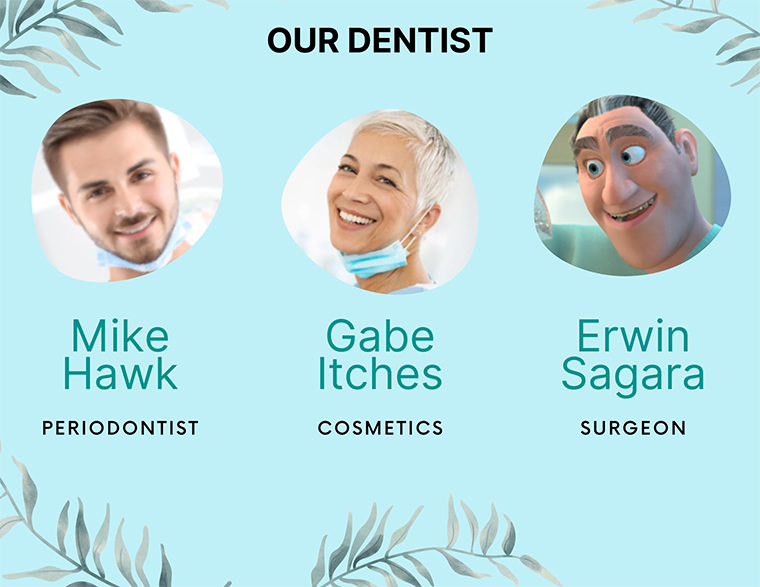 OUR DENTIST
Mike
Hawk
PERIODONTIST
Gabe
Itches
COSMETICS
Erwin
Sagara
SURGEON